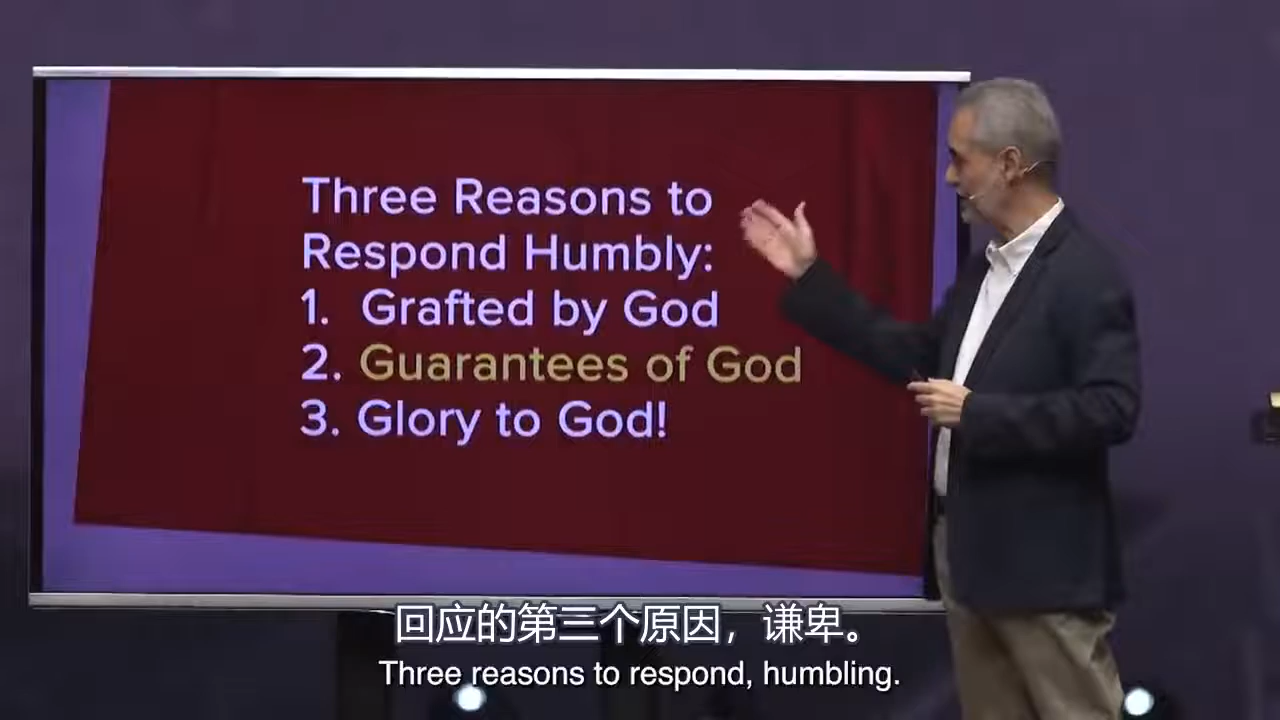 Three Reasons to
Respond Humbly:
1. Grafted by God
2. Guarantees of God
3. Glory to God!
回应的第三个原因，谦卑。
Three reasons to respond, humbling.